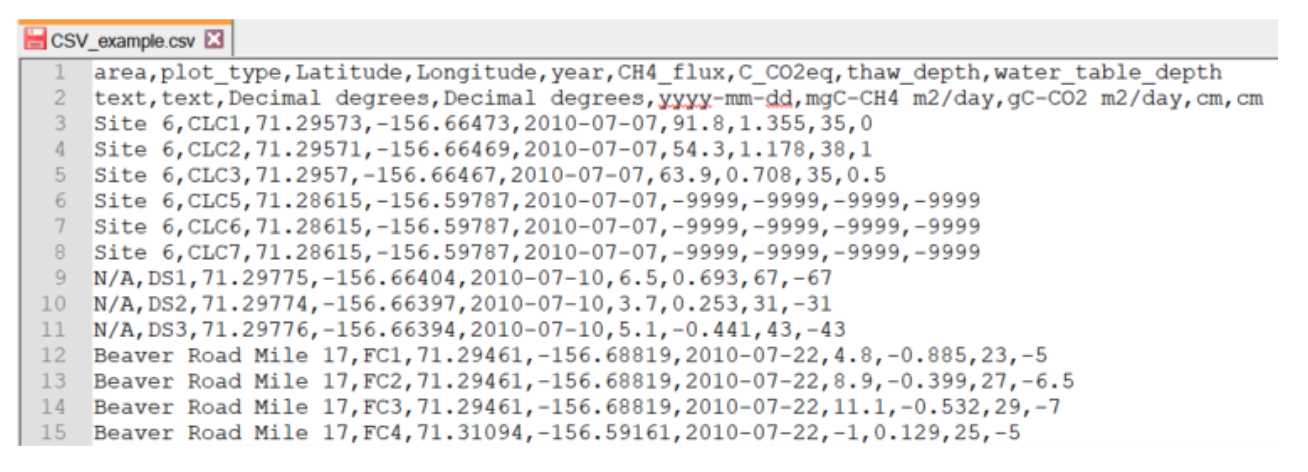 CSV_example.csv
1 area,plot_type,Latitude,Longitude,year,CH4_flux,C_CO2eq,thaw_depth,water_table_depth
2 text,text,Decimal degrees,Decimal degrees,yyyy-mm-dd,mgC-CH4 m2/day,gC-CO2 m2/day,cm,cm
3 Site 6,CLC1,71.29573,-156.66473,2010-07-07,91.8,1.355,35,0
4 Site 6,CLC2,71.29571,-156.66469,2010-07-07,54.3,1.178,38,1
5 Site 6,CLC3,71.2957,-156.66467,2010-07-07,63.9,0.708,35,0.5
6 Site 6,CLC5,71.28615,-156.59787,2010-07-07,-9999,-9999,-9999,-9999
7 Site 6,CLC6,71.28615,-156.59787,2010-07-07,-9999,-9999,-9999,-9999
8 Site 6,CLC7,71.28615,-156.59787,2010-07-07,-9999,-9999,-9999,-9999
9 N/A,DS1,71.29775,-156.66404,2010-07-10,6.5,0.693,67,-67
10 N/A,DS2,71.29774,-156.66397,2010-07-10,3.7,0.253,31,-31
11 N/A,DS3,71.29776,-156.66394,2010-07-10,5.1,-0.441,43,-43
12 Beaver Road Mile 17,FC1,71.29461,-156.68819,2010-07-22,4.8,-0.885,23,-5
13 Beaver Road Mile 17,FC2,71.29461,-156.68819,2010-07-22,8.9,-0.399,27,-6.5
14 Beaver Road Mile 17,FC3,71.29461,-156.68819,2010-07-22,11.1,-0.532,29,-7
15 Beaver Road Mile 17,FC4,71.31094,-156.59161,2010-07-22,-1,0.129,25,-5